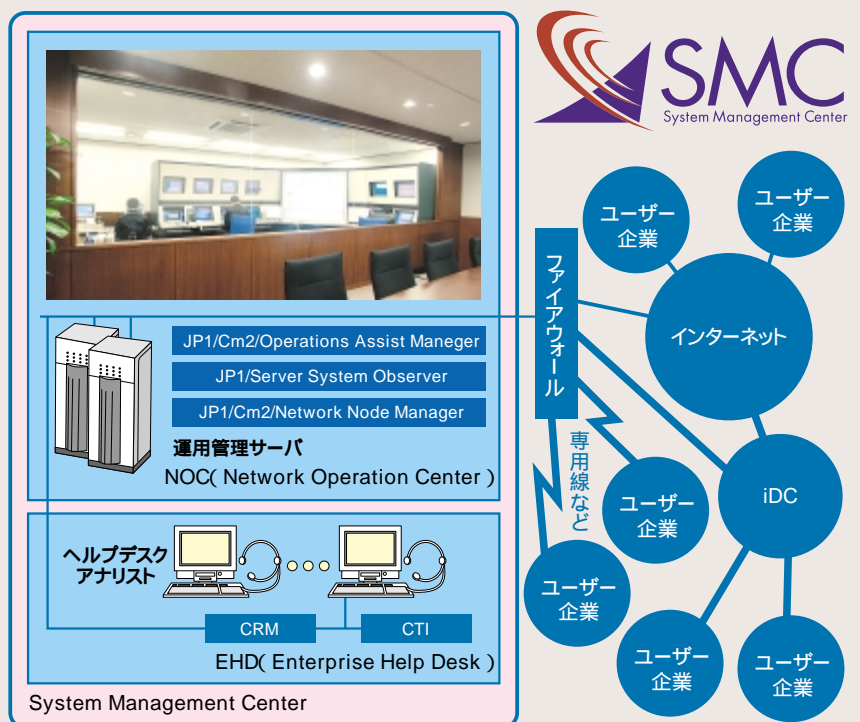 SMC
System Management Center
JP1/Cm2/Operations Assist Maneger
JP1/Server System Observer
JP1/Cm2/Network Node Manager
運用管理サーバ
NOC( Network Operation Center )
ヘルプデスク
アナリスト
CRM
CTI
EHD( Enterprise Help Desk )
System Management Center
ファイアウォール
専用線など
ユーザー
企業
ユーザー
企業
インターネット
iDC
ユーザー
企業
ユーザー
企業
ユーザー
企業
ユーザー
企業